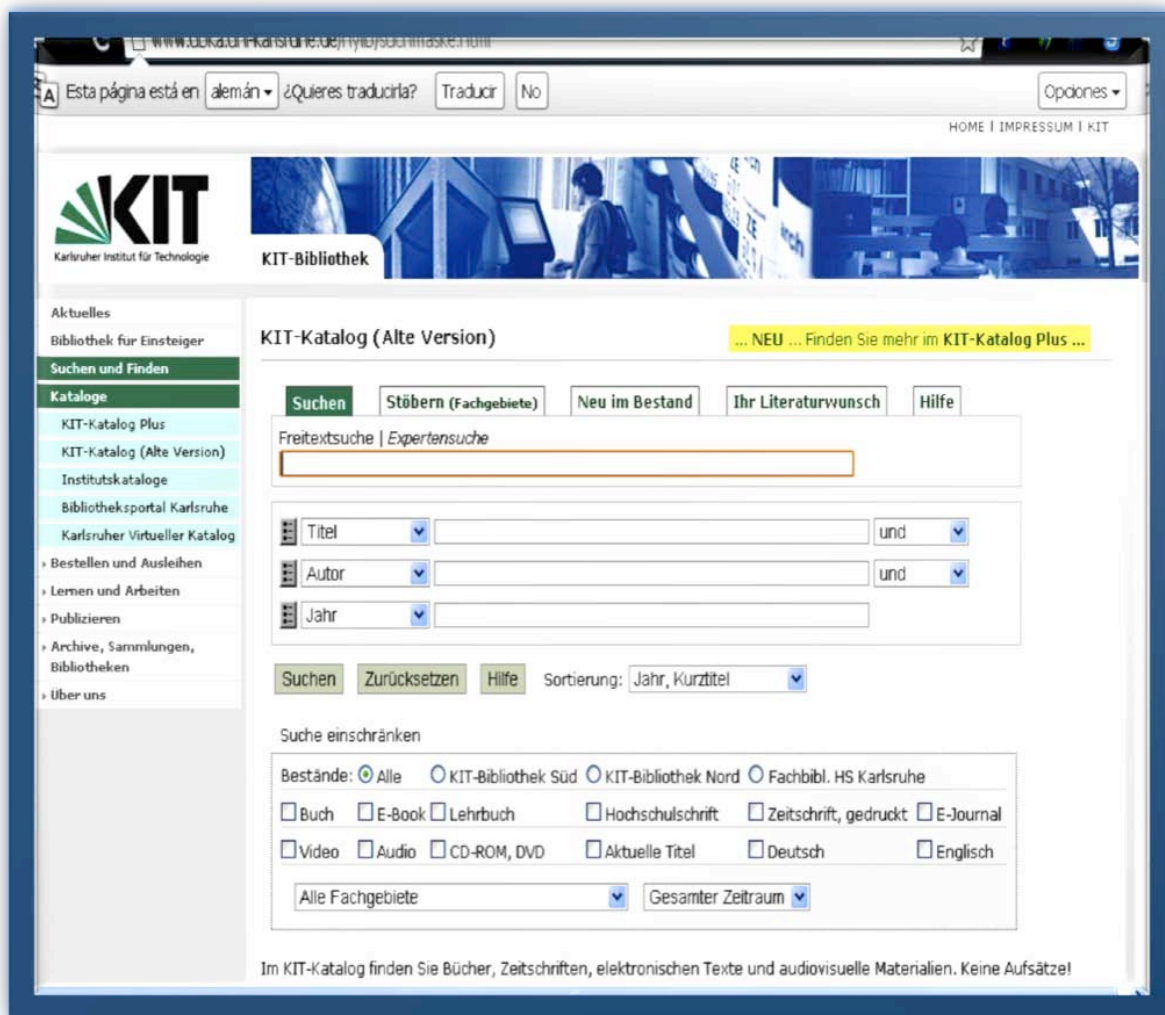 Esta página está en alemán ¿Quieres traducirla? Traducir No Opciones
HOME | IMPRESSUM | KIT
KIT
Karlsruher Institut für Technologie
KIT-Bibliothek
Aktuelles
Bibliothek für Einsteiger
Suchen und Finden
Kataloge
KIT-Katalog Plus
KIT-Katalog (Alte Version)
Institutskataloge
Bibliotheksportal Karlsruhe
Karlsruher Virtueller Katalog
Bestellen und Ausleihen
Lernen und Arbeiten
Publizieren
Archive, Sammlungen,
Bibliotheken
Über uns
KIT-Katalog (Alte Version)
... NEU ... Finden Sie mehr im KIT-Katalog Plus ...
Suchen Stöbern (Fachgebiete) Neu im Bestand Ihr Literaturwunsch Hilfe
Freitextsuche | Expertensuche
Titel und
Autor und
Jahr
Suchen Zurücksetzen Hilfe Sortierung: Jahr, Kurztitel
Suche einschränken
Bestände: Alle KIT-Bibliothek Süd KIT-Bibliothek Nord Fachbibl. HS Karlsruhe
Buch E-Book Lehrbuch Hochschulschrift Zeitschrift, gedruckt E-Journal
Video Audio CD-ROM, DVD Aktuelle Titel Deutsch Englisch
Alle Fachgebiete Gesamter Zeitraum
Im KIT-Katalog finden Sie Bücher, Zeitschriften, elektronischen Texte und audiovisuelle Materialien. Keine Aufsätze!